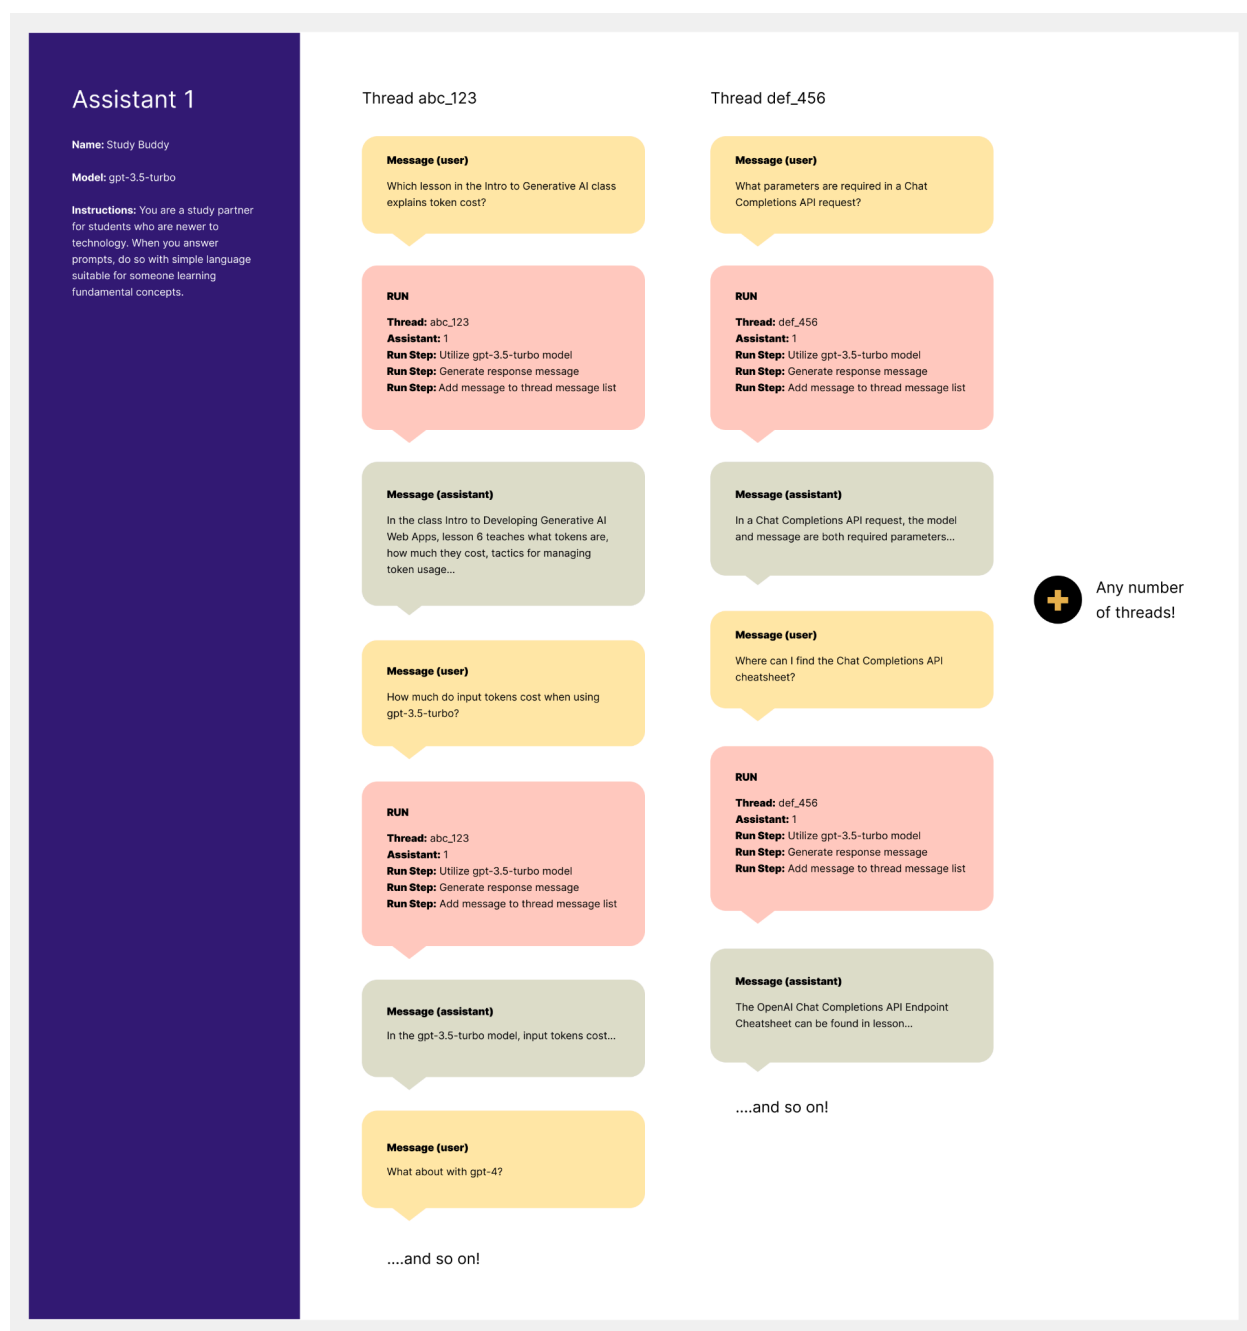 Assistant 1
Name: Study Buddy
Model: gpt-3.5-turbo
Instructions: You are a study partner
for students who are newer to
technology. When you answer
prompts, do so with simple language
suitable for someone learning
fundamental concepts.
Thread abc_123
Message (user)
Which lesson in the Intro to Generative AI class
explains token cost?
RUN
Thread: abc_123
Assistant: 1
Run Step: Utilize gpt-3.5-turbo model
Run Step: Generate response message
Run Step: Add message to thread message list
Message (assistant)
In the class Intro to Developing Generative AI
Web Apps, lesson 6 teaches what tokens are,
how much they cost, tactics for managing
token usage...
Message (user)
How much do input tokens cost when using
gpt-3.5-turbo?
RUN
Thread: abc_123
Assistant: 1
Run Step: Utilize gpt-3.5-turbo model
Run Step: Generate response message
Run Step: Add message to thread message list
Message (assistant)
In the gpt-3.5-turbo model, input tokens cost...
Message (user)
What about with gpt-4?
....and so on!
Thread def_456
Message (user)
What parameters are required in a Chat
Completions API request?
RUN
Thread: def_456
Assistant: 1
Run Step: Utilize gpt-3.5-turbo model
Run Step: Generate response message
Run Step: Add message to thread message list
Message (assistant)
In a Chat Completions API request, the model
and message are both required parameters...
Message (user)
Where can I find the Chat Completions API
cheatsheet?
RUN
Thread: def_456
Assistant: 1
Run Step: Utilize gpt-3.5-turbo model
Run Step: Generate response message
Run Step: Add message to thread message list
Message (assistant)
The OpenAI Chat Completions API Endpoint
Cheatsheet can be found in lesson...
....and so on!
Any number
of threads!